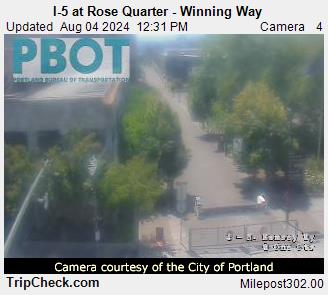 I-5 at Rose Quarter - Winning Way
Updated Aug 04 2024 12:31 PM Camera 4
PBOT
PORTLAND BUREAU OF TRANSPORTATION
Camera courtesy of the City of Portland
TripCheck.com Milepost302.00